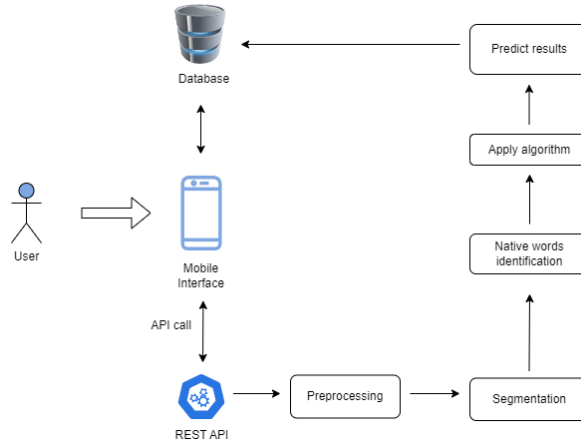 Predict results
Database
Apply algorithm
Native words
identification
User
Mobile
Interface
API call
Preprocessing
Segmentation
REST API